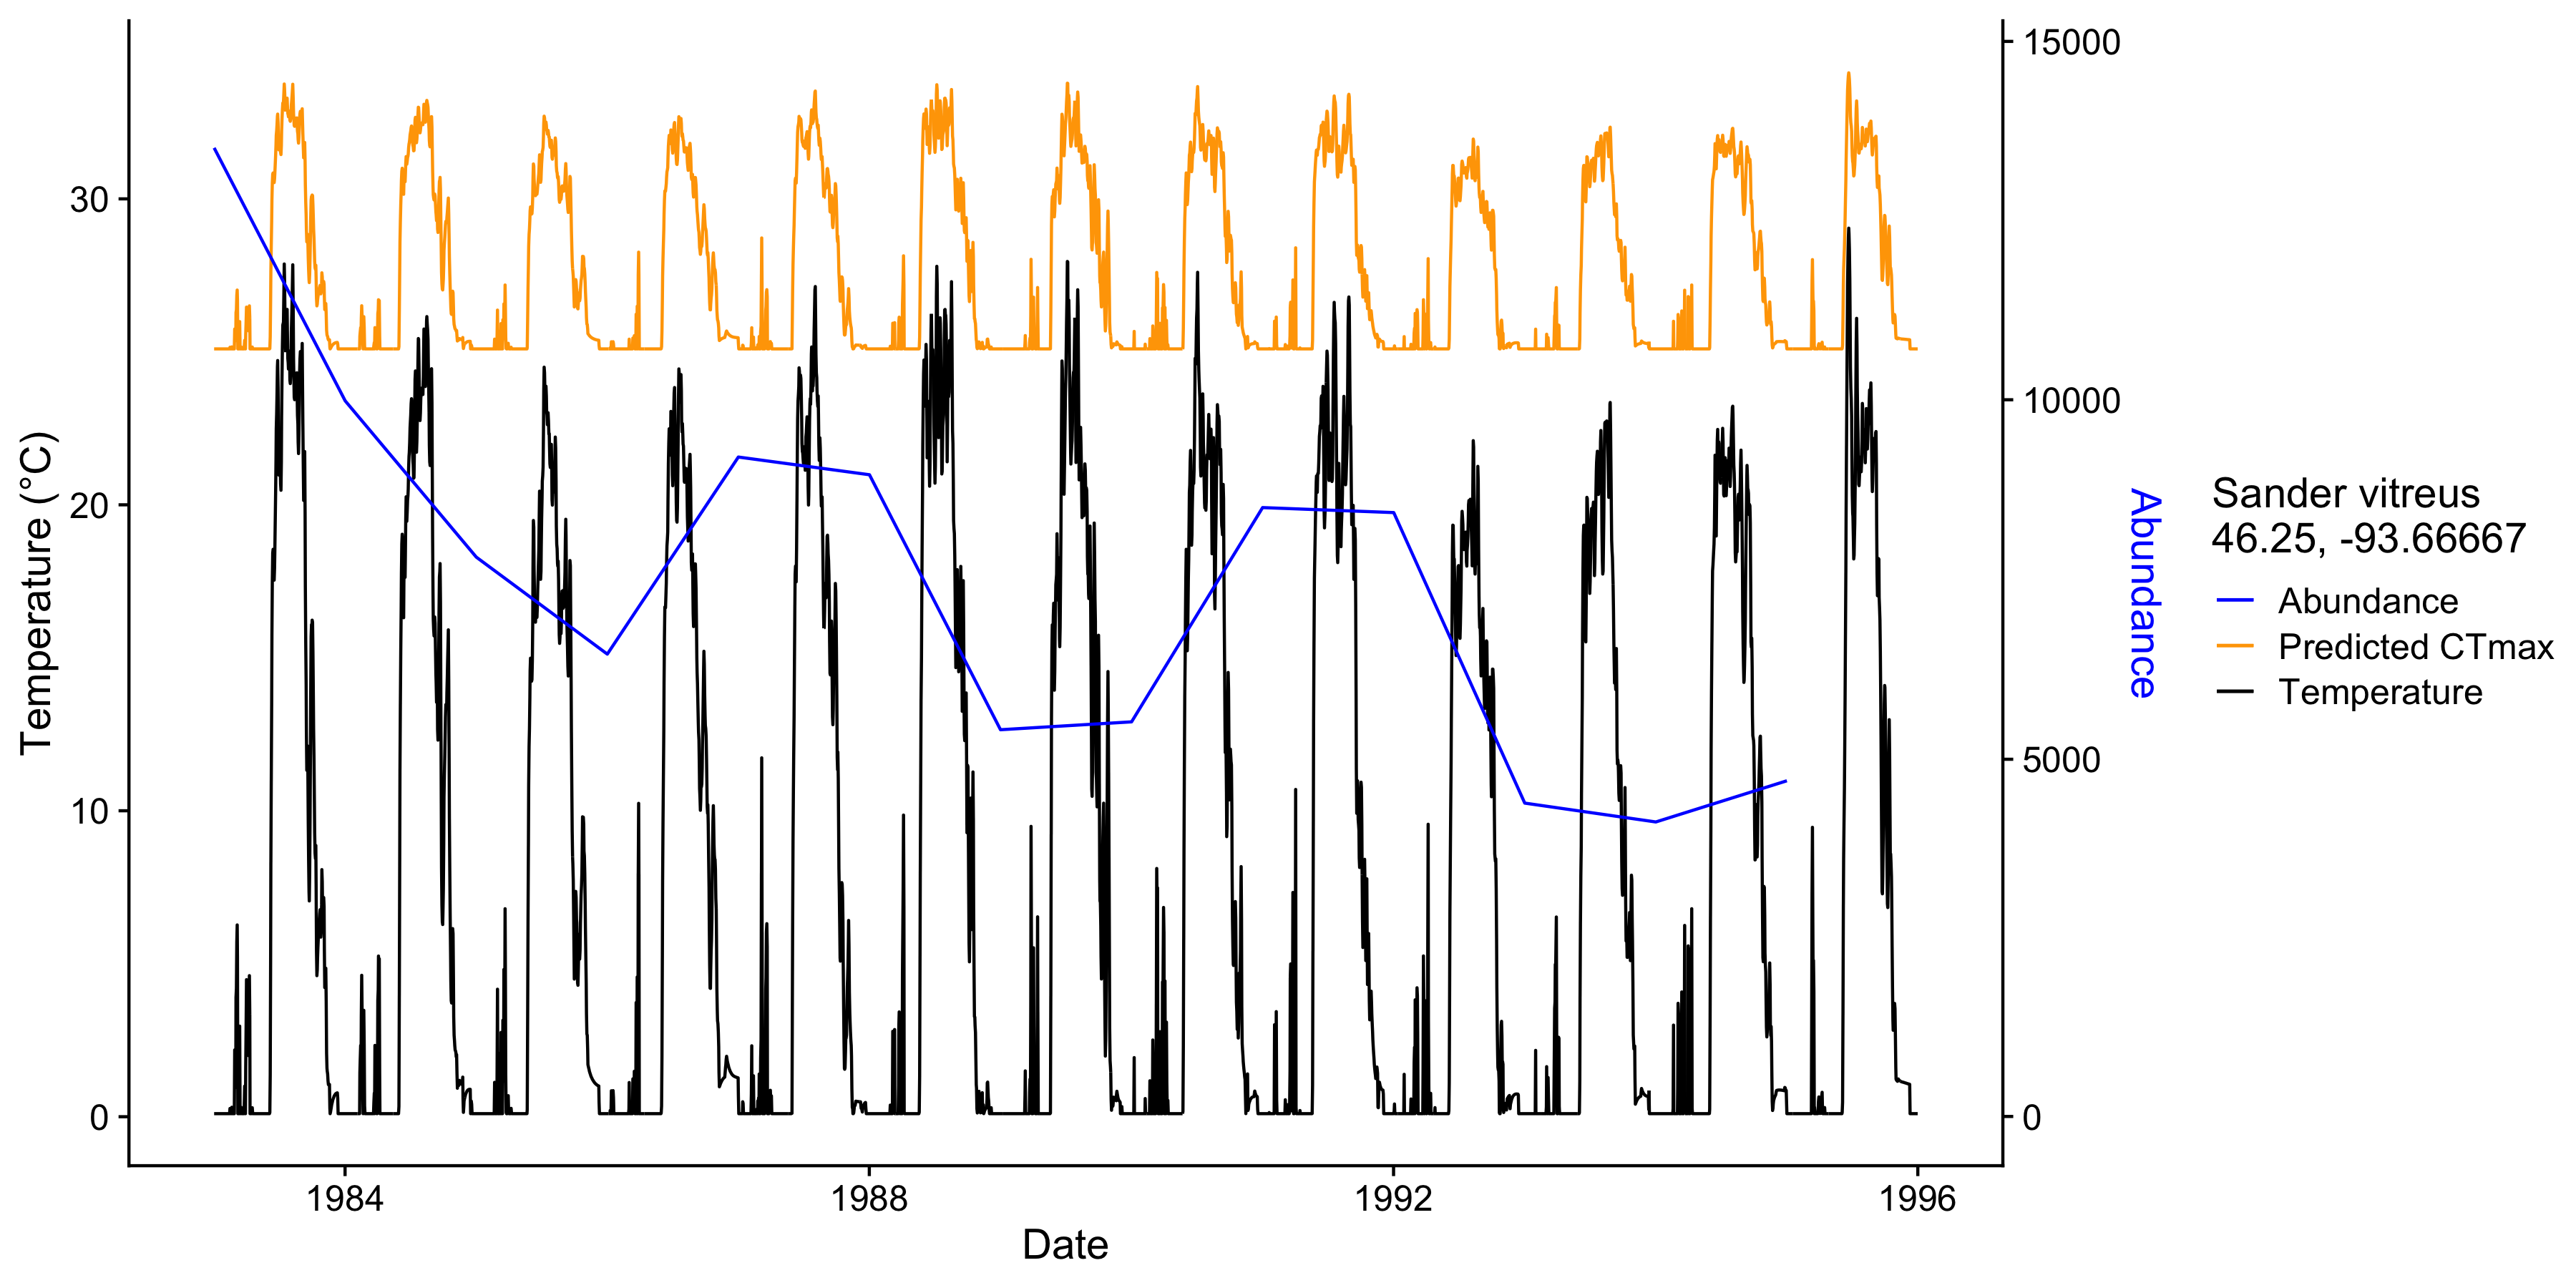 Temperature (°C)
30
20
10
0
1984
1988
1992
1996
Date
15000
10000
5000
0
Abundance
Sander vitreus
46.25, -93.66667
Abundance
Predicted CTmax
Temperature